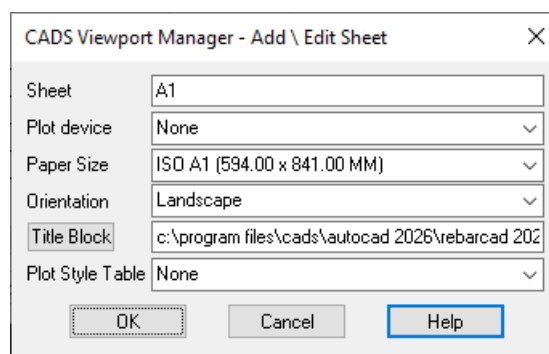 CADS Viewport Manager - Add \ Edit Sheet
Sheet A1
Plot device None
Paper Size ISO A1 (594.00 x 841.00 MM)
Orientation Landscape
Title Block c:\program files\cads\autocad 2026\rebarcad 202
Plot Style Table None
OK Cancel Help